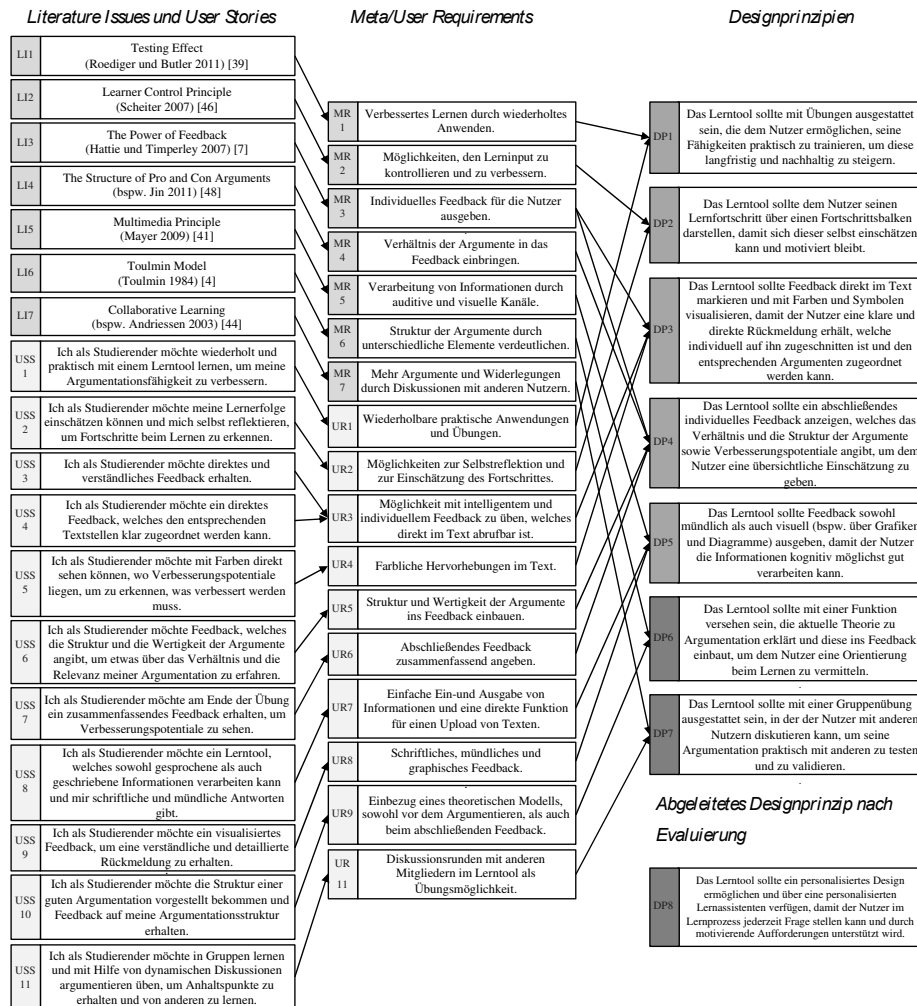 Literature Issues und User Stories
LI1
Testing Effect
(Roediger und Butler 2011) [39]
LI2
Learner Control Principle
(Scheiter 2007) [46]
LI3
The Power of Feedback
(Hattie und Timperley 2007) [7]
LI4
The Structure of Pro and Con Arguments
(bspw. Jin 2011) [48]
LI5
Multimedia Principle
(Mayer 2009) [41]
LI6
Toulmin Model
(Toulmin 1984) [4]
LI7
Collaborative Learning
(bspw. Andriessen 2003) [44]
USS
1
Ich als Studierender möchte wiederholt und
praktisch mit einem Lerntool lernen, um meine
Argumentationsfähigkeit zu verbessern.
USS
2
Ich als Studierender möchte meine Lernerfolge
einschätzen können und mich selbst reflektieren,
um Fortschritte beim Lernen zu erkennen.
USS
3
Ich als Studierender möchte direktes und
verständliches Feedback erhalten.
USS
4
Ich als Studierender möchte ein direktes
Feedback, welches den entsprechenden
Textstellen klar zugeordnet werden kann.
USS
5
Ich als Studierender möchte mit Farben direkt
sehen können, wo Verbesserungspotentiale
liegen, um zu erkennen, was verbessert werden
muss.
USS
6
Ich als Studierender möchte Feedback, welches
die Struktur und die Wertigkeit der Argumente
angibt, um etwas über das Verhältnis und die
Relevanz meiner Argumentation zu erfahren.
USS
7
Ich als Studierender möchte am Ende der Übung
ein zusammenfassendes Feedback erhalten, um
Verbesserungspotentiale zu sehen.
USS
8
Ich als Studierender möchte ein Lerntool,
welches sowohl gesprochene als auch
geschriebene Informationen verarbeiten kann
und mir schriftliche und mündliche Antworten
gibt.
USS
9
Ich als Studierender möchte ein visualisiertes
Feedback, um eine verständliche und detaillierte
Rückmeldung zu erhalten.
USS
10
Ich als Studierender möchte die Struktur einer
guten Argumentation vorgestellt bekommen und
Feedback auf meine Argumentationsstruktur
erhalten.
USS
11
Ich als Studierender möchte in Gruppen lernen
und mit Hilfe von dynamischen Diskussionen
argumentieren üben, um Anhaltspunkte zu
erhalten und von anderen zu lernen.
Meta/User Requirements
MR
1
Verbessertes Lernen durch wiederholtes
Anwenden.
MR
2
Möglichkeiten, den Lerninput zu
kontrollieren und zu verbessern.
MR
3
Individuelles Feedback für die Nutzer
ausgeben.
MR
4
Verhältnis der Argumente in das
Feedback einbringen.
MR
5
Verarbeitung von Informationen durch
auditive und visuelle Kanäle.
MR
6
Struktur der Argumente durch
unterschiedliche Elemente verdeutlichen.
MR
7
Mehr Argumente und Widerlegungen
durch Diskussionen mit anderen Nutzern.
UR1
Wiederholbare praktische Anwendungen
und Übungen.
UR2
Möglichkeiten zur Selbstreflektion und
zur Einschätzung des Fortschrittes.
UR3
Möglichkeit mit intelligentem und
individuellem Feedback zu üben, welches
direkt im Text abrufbar ist.
UR4
Farbliche Hervorhebungen im Text.
UR5
Struktur und Wertigkeit der Argumente
ins Feedback einbauen.
UR6
Abschließendes Feedback
zusammenfassend angeben.
UR7
Einfache Ein-und Ausgabe von
Informationen und eine direkte Funktion
für einen Upload von Texten.
UR8
Schriftliches, mündliches und
graphisches Feedback.
UR9
Einbezug eines theoretischen Modells,
sowohl vor dem Argumentieren, als auch
beim abschließenden Feedback.
UR
11
Diskussionsrunden mit anderen
Mitgliedern im Lerntool als
Übungsmöglichkeit.
Designprinzipien
DP1
Das Lerntool sollte mit Übungen ausgestattet
sein, die dem Nutzer ermöglichen, seine
Fähigkeiten praktisch zu trainieren, um diese
langfristig und nachhaltig zu steigern.
DP2
Das Lerntool sollte dem Nutzer seinen
Lernfortschritt über einen Fortschrittsbalken
darstellen, damit sich dieser selbst einschätzen
kann und motiviert bleibt.
DP3
Das Lerntool sollte Feedback direkt im Text
markieren und mit Farben und Symbolen
visualisieren, damit der Nutzer eine klare und
direkte Rückmeldung erhält, welche
individuell auf ihn zugeschnitten ist und den
entsprechenden Argumenten zugeordnet
werden kann.
DP4
Das Lerntool sollte ein abschließendes
individuelles Feedback anzeigen, welches das
Verhältnis und die Struktur der Argumente
sowie Verbesserungspotentiale angibt, um dem
Nutzer eine übersichtliche Einschätzung zu
geben.
DP5
Das Lerntool sollte Feedback sowohl
mündlich als auch visuell (bspw. über Grafiken
und Diagramme) ausgeben, damit der Nutzer
die Informationen kognitiv möglichst gut
verarbeiten kann.
DP6
Das Lerntool sollte mit einer Funktion
versehen sein, die aktuelle Theorie zu
Argumentation erklärt und diese ins Feedback
einbaut, um dem Nutzer eine Orientierung
beim Lernen zu vermitteln.
DP7
Das Lerntool sollte mit einer Gruppenübung
ausgestattet sein, in der der Nutzer mit anderen
Nutzern diskutieren kann, um seine
Argumentation praktisch mit anderen zu testen
und zu validieren.
Abgeleitetes Designprinzip nach
Evaluierung
DP8
Das Lerntool sollte ein personalisiertes Design
ermöglichen und über eine personalisierten
Lernassistenten verfügen, damit der Nutzer im
Lernprozess jederzeit Frage stellen kann und durch
motivierende Aufforderungen unterstützt wird.